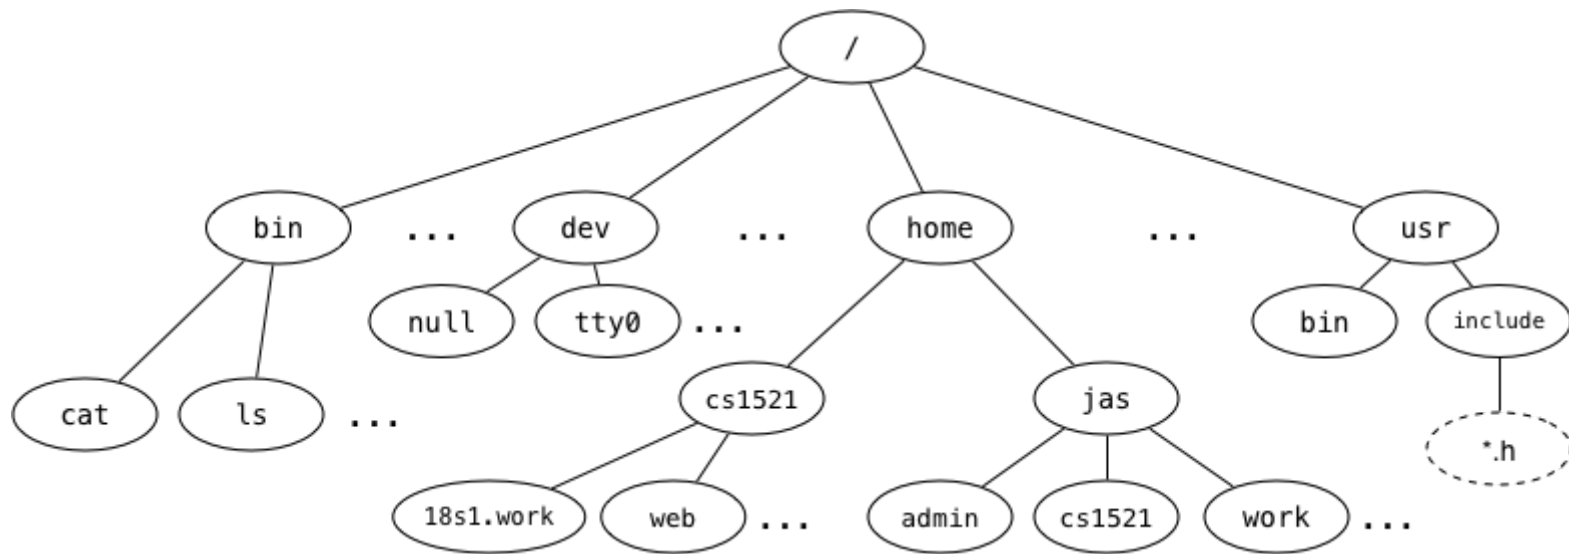 /
bin ... dev ... home ... usr
null tty0 ... bin include
cs1521 jas
cat ls ... *.h
18s1.work web ... admin cs1521 work ...